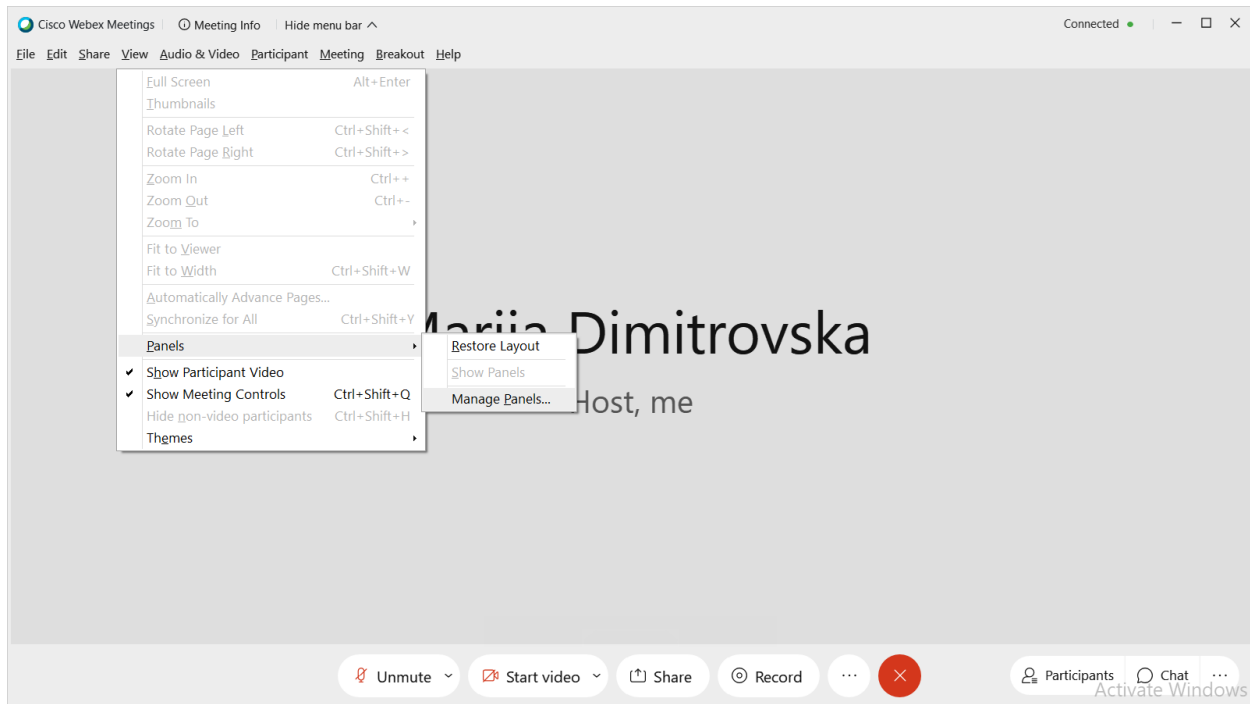 Cisco Webex Meetings Meeting Info Hide menu bar Connected
File Edit Share View Audio & Video Participant Meeting Breakout Help
Full Screen Alt+Enter
Thumbnails
Rotate Page Left Ctrl+Shift+<
Rotate Page Right Ctrl+Shift+>
Zoom In Ctrl++
Zoom Out Ctrl+-
Zoom To
Fit to Viewer
Fit to Width Ctrl+Shift+W
Automatically Advance Pages...
Synchronize for All Ctrl+Shift+Y
Panels
Show Participant Video
Show Meeting Controls Ctrl+Shift+Q
Hide non-video participants Ctrl+Shift+H
Themes
Restore Layout
Show Panels
Manage Panels...
Marija Dimitrovska
Host, me
Unmute Start video Share Record ... Participants Chat ...
Activate Windows